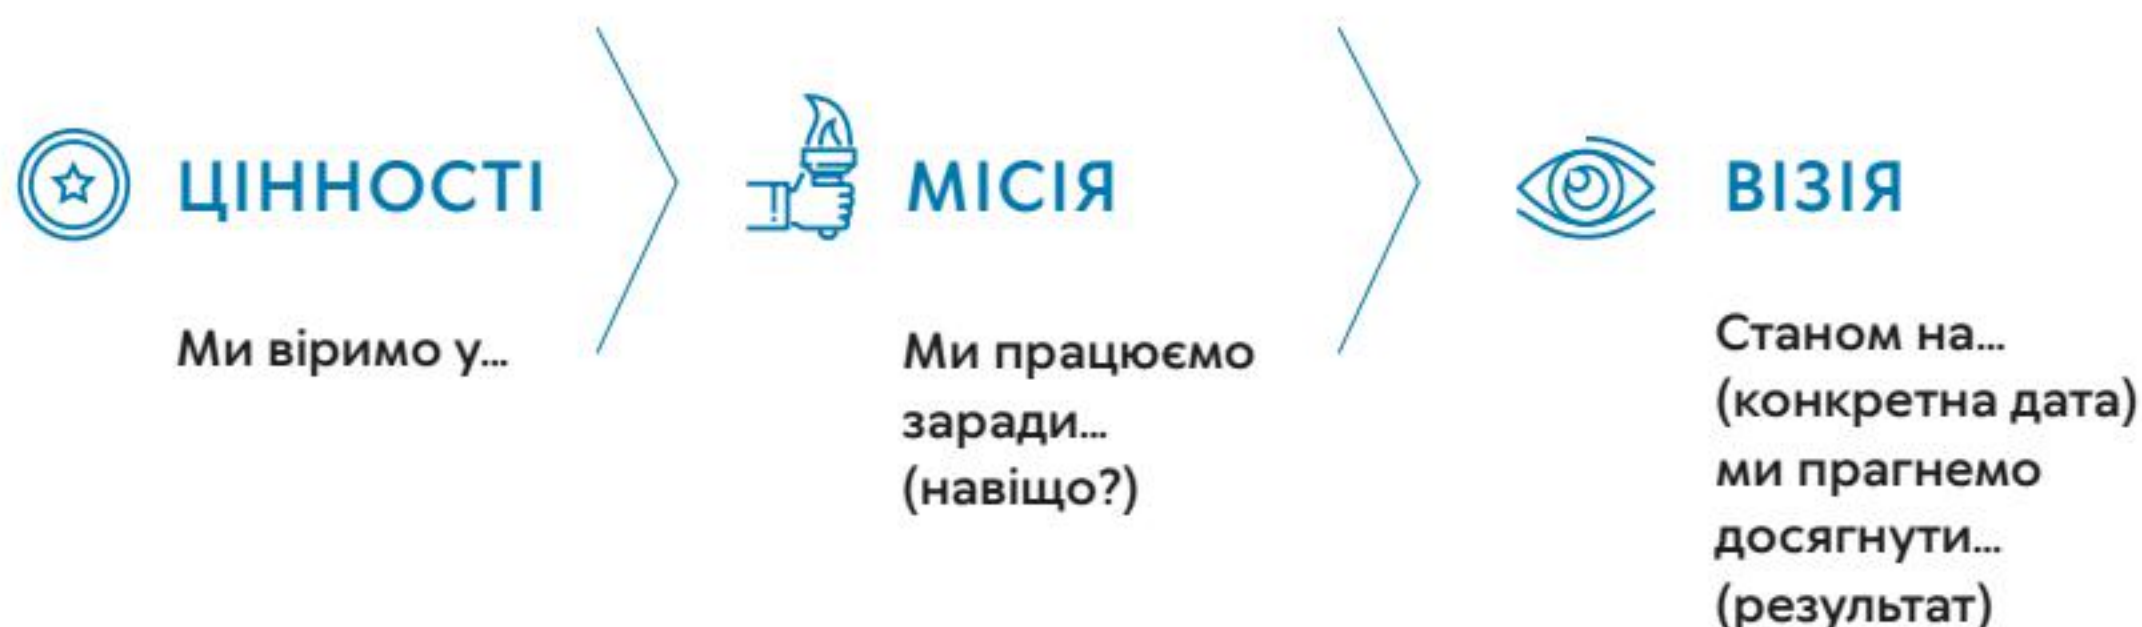 ЦІННОСТІ
Ми віримо у...
МІСІЯ
Ми працюємо
заради...
(навіщо?)
ВІЗІЯ
Станом на...
(конкретна дата)
ми прагнемо
досягнути...
(результат)